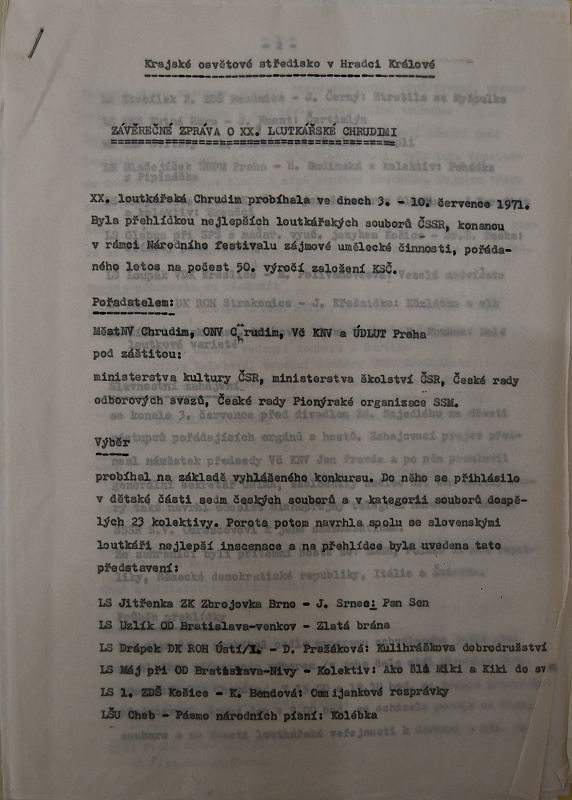 Krajské osvětové středisko v Hradci Králové
ZÁVĚREČNÉ ZPRÁVA O XX. LOUTKÁŘSKÉ CHRUDIMI
XX. loutkářská Chrudim probíhala ve dnech 3. - 10. července 1971.
Byla přehlídkou nejlepších loutkářských souborů ČSSR, konanou
v rámci Národního festivalu zájmové umělecké činnosti, pořáda-
ného letos na počest 50. výročí založení KSČ.
Pořadatelem:
MěstNV Chrudim, ONV Chrudim, Vč KNV a ÚDLUT Praha
pod záštitou:
ministerstva kultury ČSR, ministerstva školství ČSR, České rady
odborových svazů, České rady Pionýrské organizace SSM.
Výběr
probíhal na základě vyhlášeného konkursu. Do něho se přihlásilo
v dětské části sedm českých souborů a v kategorii souborů dospě-
lých 23 kolektivy. Porota potom navrhla spolu se slovenskými
loutkáři nejlepší inscenace a na přehlídce byla uvedena tato
představení:
LS Jitřenka ZK Zbrojovka Brno - J. Srnec: Pan Sen
LS Uzlík OD Bratislava-venkov - Zlatá brána
LS Drápek DK ROH Ústí/L. - D. Pražáková: Kulihráškova dobrodružství
LS Máj při OD Bratislava-Nivy - Kolektiv: Ako šlá Miki a Kiki do sv
LS 1. ZDŠ Košice - K. Bendová: Osmijankove rozprávky
LŠU Cheb - Pásmo národních písní: Kolébka